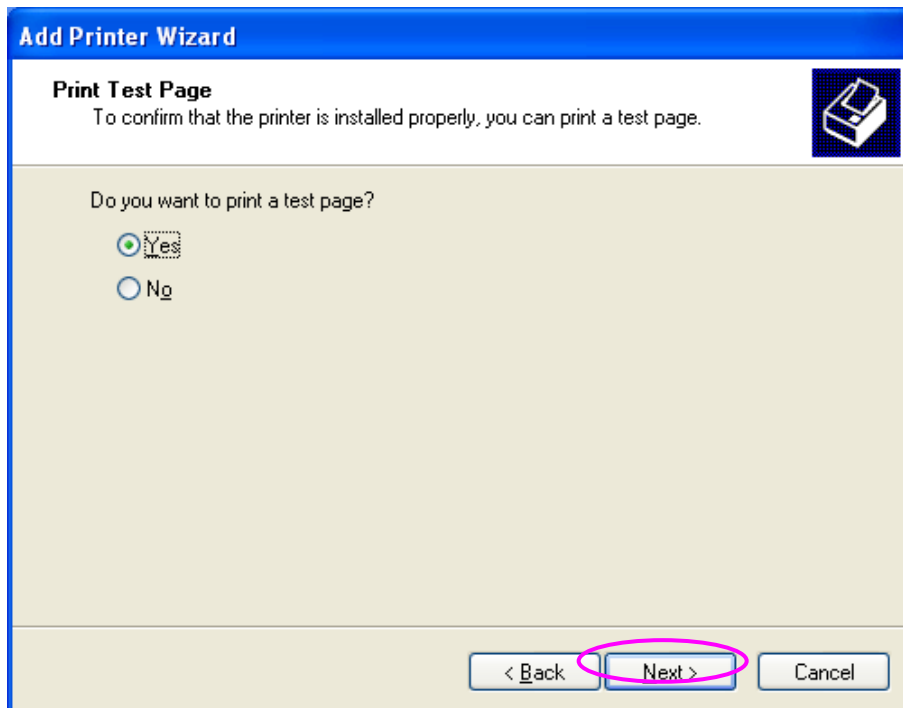 Add Printer Wizard
Print Test Page
To confirm that the printer is installed properly, you can print a test page.
Do you want to print a test page?
Yes
No
< Back Next > Cancel